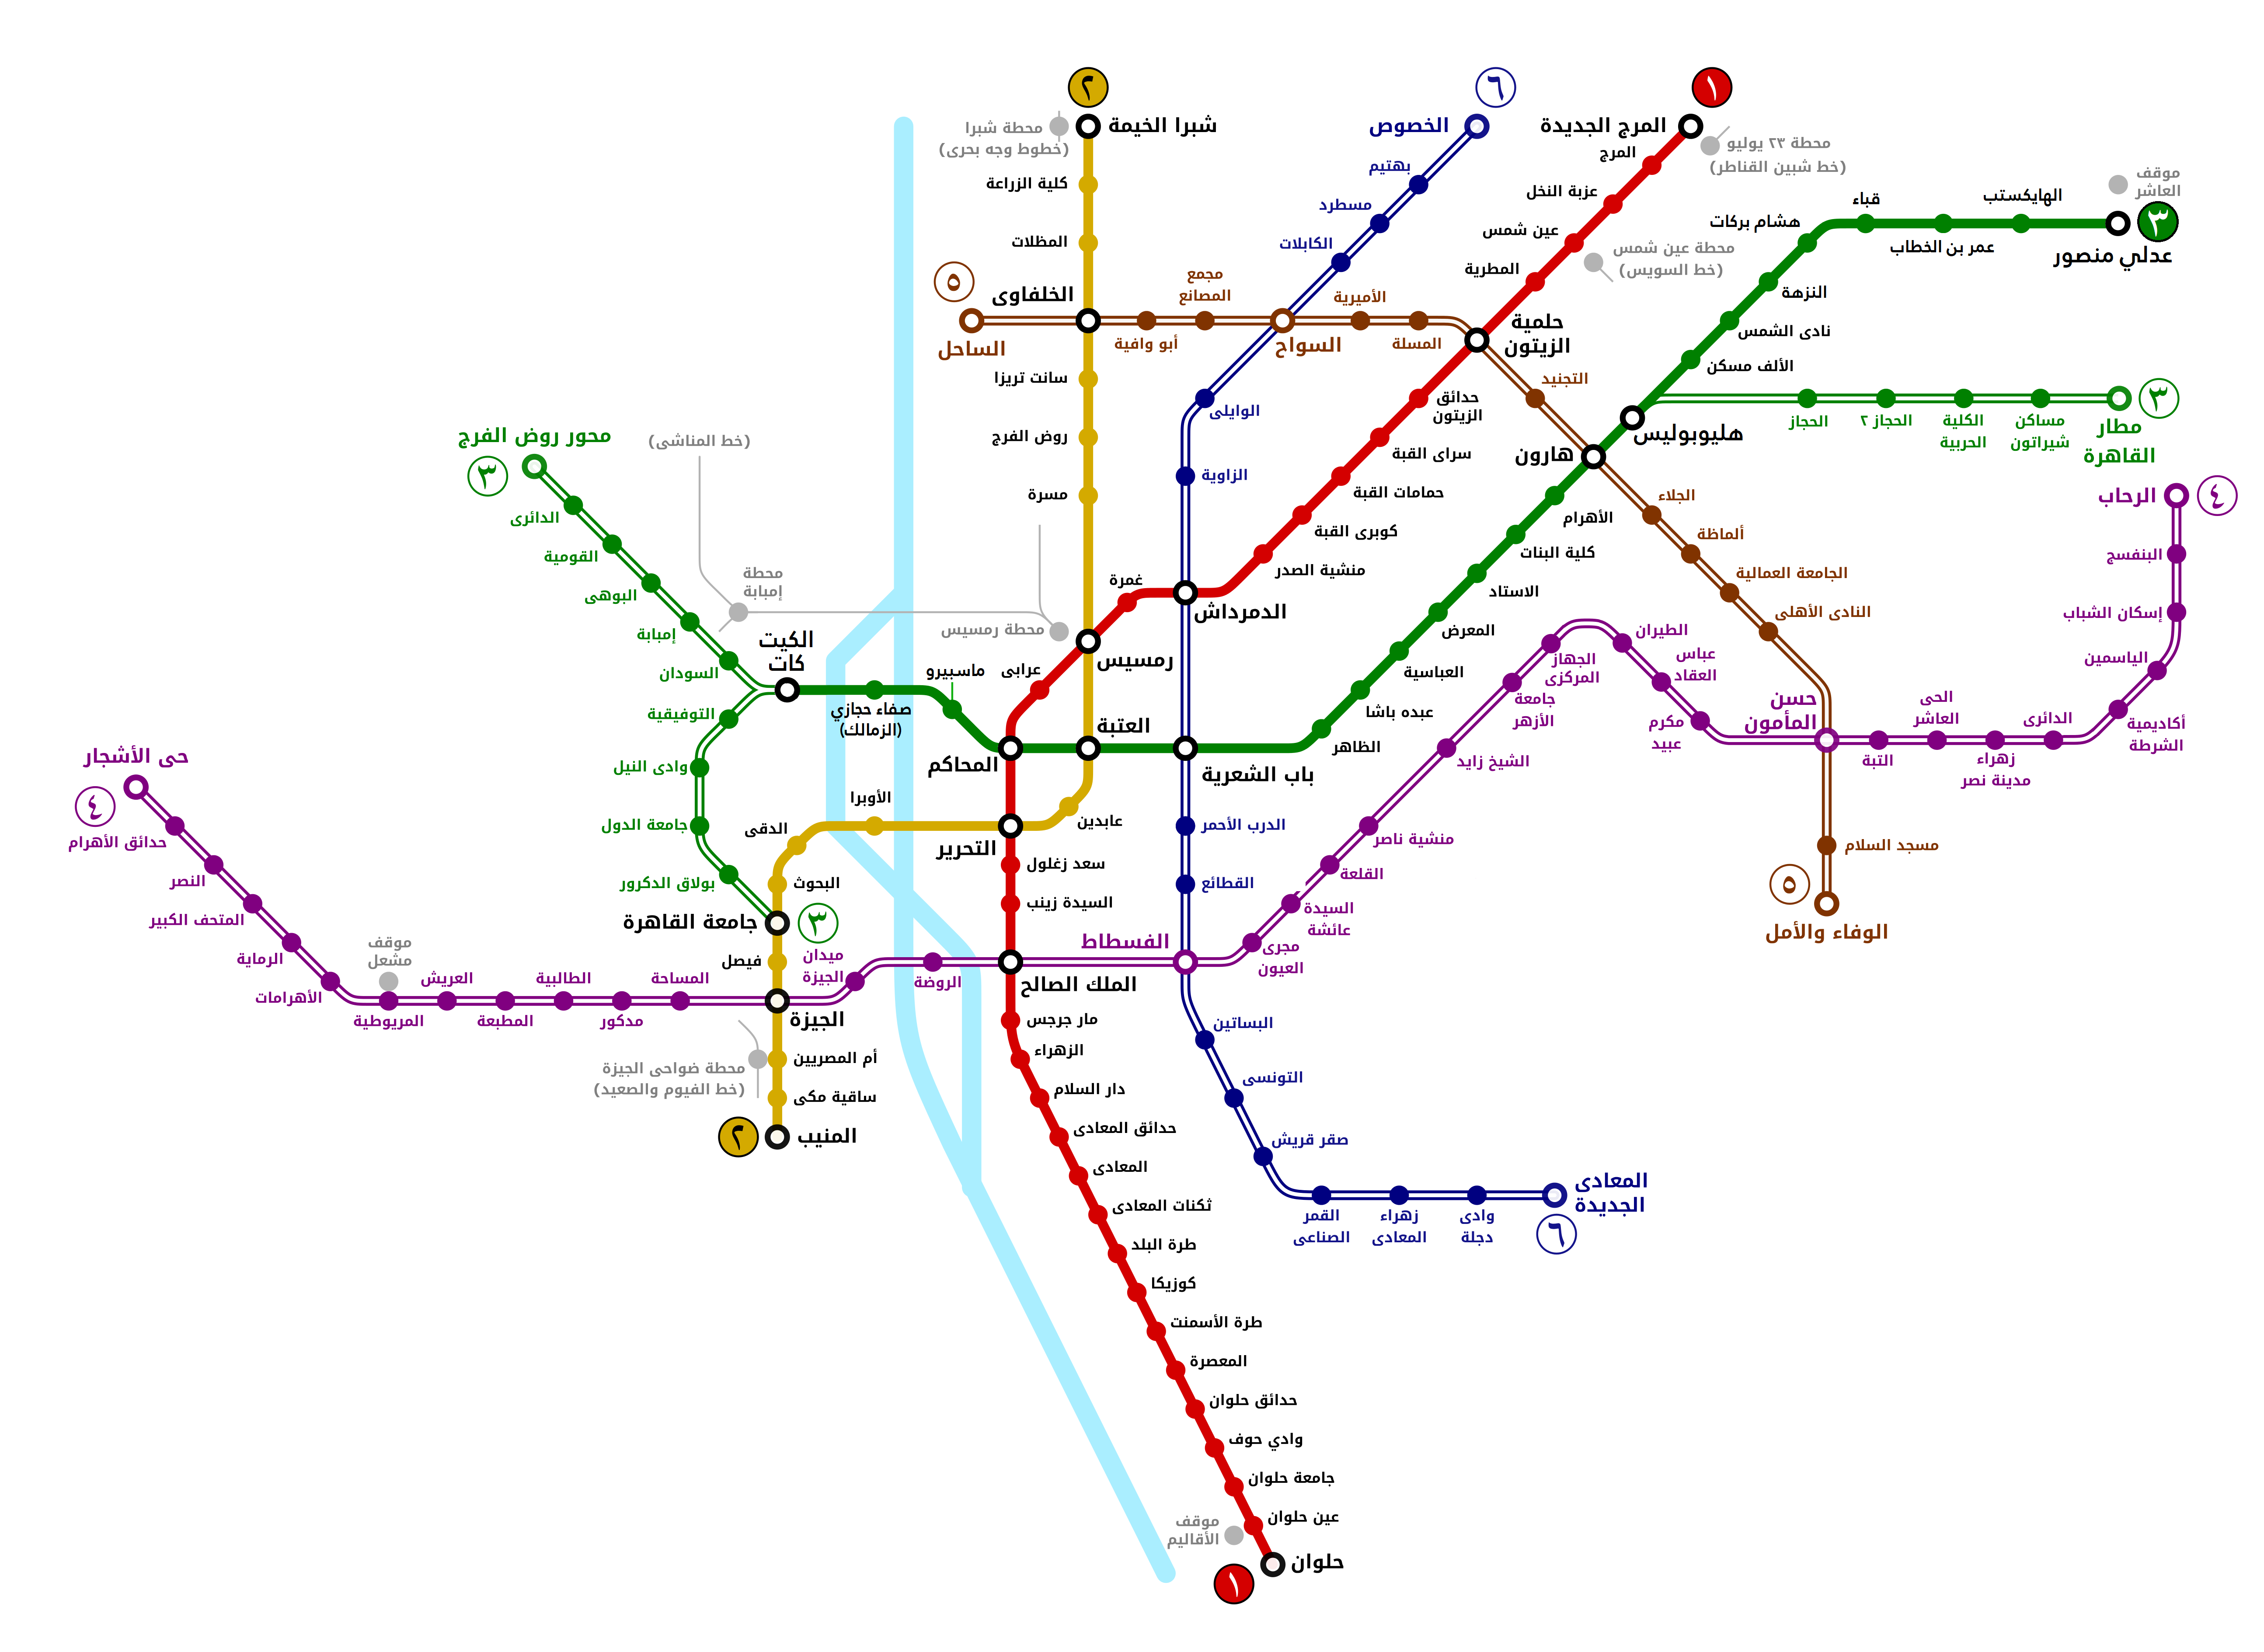 ٢
٦
١
شبرا الخيمة
محطة شبرا
(خطوط وجه بحرى)
الخصوص
المرج الجديدة
محطة ٢٣ يوليو
(خط شبين القناطر)
المرج
بهتيم
كلية الزراعة
عزبة النخل
موقف
العاشر
مسطرد
الهايكستب
قباء
٣
هشام بركات
عين شمس
الكابلات
المظلات
عمر بن الخطاب
عدلي منصور
محطة عين شمس
(خط السويس)
المطرية
مجمع
المصانع
٥
الخلفاوى
الأميرية
النزهة
حلمية
الزيتون
نادى الشمس
الساحل
أبو وافية
السواح
المسلة
الألف مسكن
سانت تريزا
التجنيد
حدائق
الزيتون
الوايلى
٣
الحجاز
الحجاز ٢
الكلية
الحربية
مساكن
شيراتون
مطار
القاهرة
هليوبوليس
هارون
محور روض الفرج
٣
(خط المناشى)
روض الفرج
سراى القبة
الزاوية
حمامات القبة
مسرة
الجلاء
الرحاب
٤
الأهرام
الدائرى
كوبرى القبة
ألماظة
القومية
كلية البنات
البنفسج
منشية الصدر
الجامعة العمالية
محطة
إمبابة
غمرة
البوهى
الاستاد
الدمرداش
النادى الأهلى
إسكان الشباب
محطة رمسيس
إمبابة
المعرض
الطيران
الكيت
كات
رمسيس
الجهاز
المركزى
عباس
العقاد
الياسمين
السودان
ماسبيرو
عرابى
العباسية
جامعة
الأزهر
حسن
المأمون
الحى
العاشر
صفاء حجازي
(الزمالك)
التوفيقية
عبده باشا
مكرم
عبيد
الدائرى
أكاديمية
الشرطة
العتبة
الظاهر
حى الأشجار
المحاكم
باب الشعرية
الشيخ زايد
التبة
زهراء
مدينة نصر
وادى النيل
٤
الأوبرا
عابدين
جامعة الدول
الدقى
الدرب الأحمر
منشية ناصر
مسجد السلام
حدائق الأهرام
التحرير
سعد زغلول
القلعة
النصر
بولاق الدكرور
البحوث
القطائع
٥
السيدة زينب
السيدة
عائشة
المتحف الكبير
جامعة القاهرة
٣
الوفاء والأمل
الفسطاط
موقف
مشعل
مجرى
العيون
الرماية
فيصل
ميدان
الجيزة
الروضة
الملك الصالح
الأهرامات
العريش
الطالبية
المساحة
المريوطية
المطبعة
مدكور
الجيزة
مار جرجس
البساتين
الزهراء
أم المصريين
محطة ضواحى الجيزة
(خط الفيوم والصعيد)
التونسى
دار السلام
ساقية مكى
٢
المنيب
حدائق المعادى
صقر قريش
المعادى
المعادى
الجديدة
ثكنات المعادى
القمر
الصناعى
زهراء
المعادى
وادى
دجلة
٦
طرة البلد
كوزيكا
طرة الأسمنت
المعصرة
حدائق حلوان
وادي حوف
جامعة حلوان
عين حلوان
موقف
الأقاليم
حلوان
١